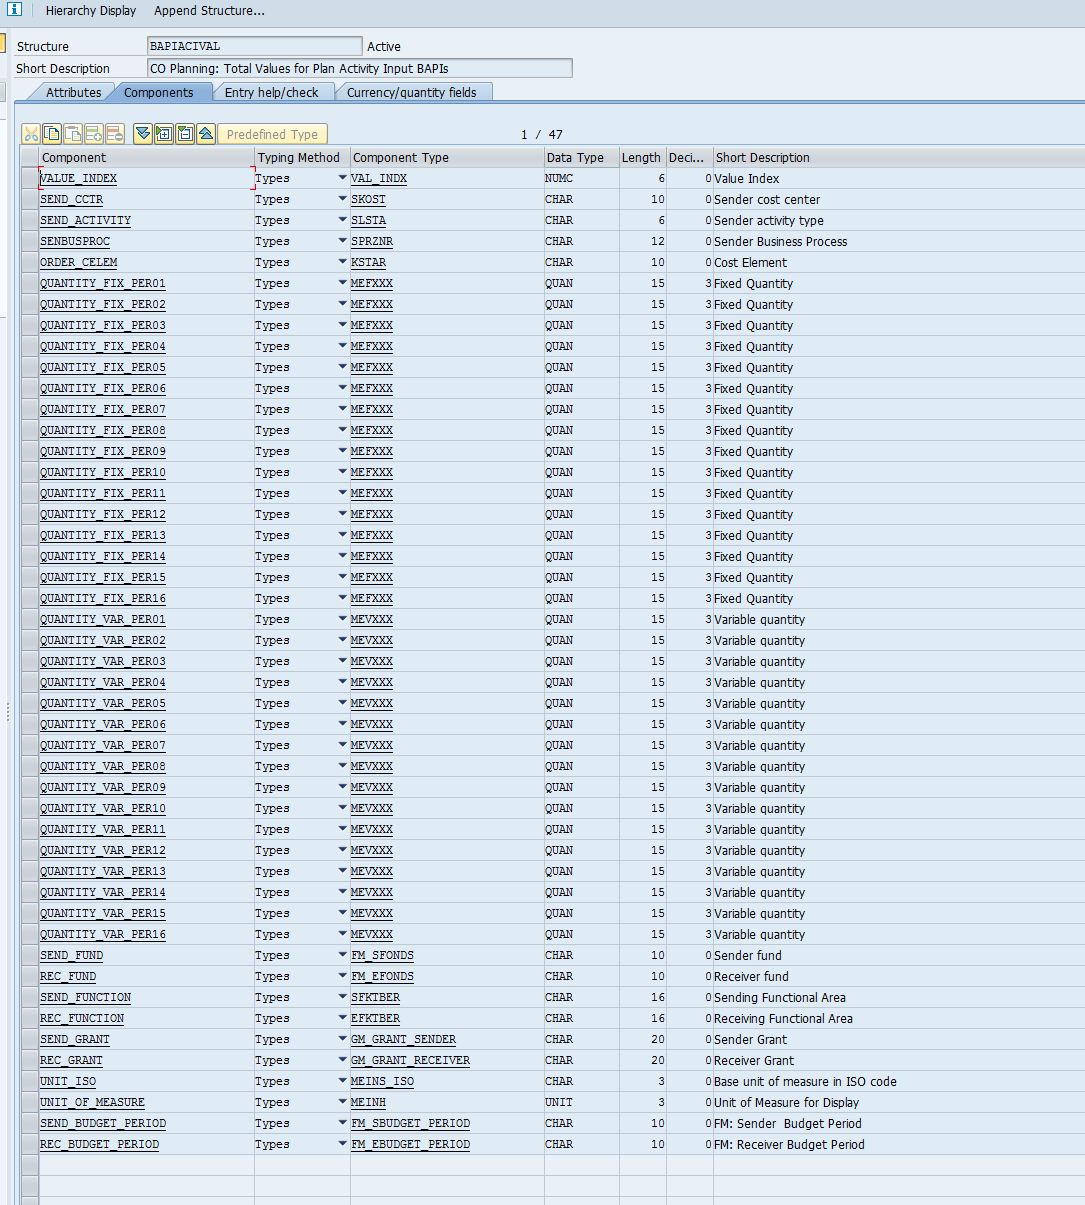 Hierarchy Display Append Structure...
Structure BAPIACIVAL Active
Short Description CO Planning: Total Values for Plan Activity Input BAPIs
Attributes Components Entry help/check Currency/quantity fields
Predefined Type 1 / 47
Component Typing Method Component Type Data Type Length Deci... Short Description
VALUE_INDEX Types VAL_INDX NUMC 6 0 Value Index
SEND_CCTR Types SKOST CHAR 10 0 Sender cost center
SEND_ACTIVITY Types SLSTA CHAR 6 0 Sender activity type
SENBUSPROC Types SPRZNR CHAR 12 0 Sender Business Process
ORDER_CELEM Types KSTAR CHAR 10 0 Cost Element
QUANTITY_FIX_PER01 Types MEFXXX QUAN 15 3 Fixed Quantity
QUANTITY_FIX_PER02 Types MEFXXX QUAN 15 3 Fixed Quantity
QUANTITY_FIX_PER03 Types MEFXXX QUAN 15 3 Fixed Quantity
QUANTITY_FIX_PER04 Types MEFXXX QUAN 15 3 Fixed Quantity
QUANTITY_FIX_PER05 Types MEFXXX QUAN 15 3 Fixed Quantity
QUANTITY_FIX_PER06 Types MEFXXX QUAN 15 3 Fixed Quantity
QUANTITY_FIX_PER07 Types MEFXXX QUAN 15 3 Fixed Quantity
QUANTITY_FIX_PER08 Types MEFXXX QUAN 15 3 Fixed Quantity
QUANTITY_FIX_PER09 Types MEFXXX QUAN 15 3 Fixed Quantity
QUANTITY_FIX_PER10 Types MEFXXX QUAN 15 3 Fixed Quantity
QUANTITY_FIX_PER11 Types MEFXXX QUAN 15 3 Fixed Quantity
QUANTITY_FIX_PER12 Types MEFXXX QUAN 15 3 Fixed Quantity
QUANTITY_FIX_PER13 Types MEFXXX QUAN 15 3 Fixed Quantity
QUANTITY_FIX_PER14 Types MEFXXX QUAN 15 3 Fixed Quantity
QUANTITY_FIX_PER15 Types MEFXXX QUAN 15 3 Fixed Quantity
QUANTITY_FIX_PER16 Types MEFXXX QUAN 15 3 Fixed Quantity
QUANTITY_VAR_PER01 Types MEVXXX QUAN 15 3 Variable quantity
QUANTITY_VAR_PER02 Types MEVXXX QUAN 15 3 Variable quantity
QUANTITY_VAR_PER03 Types MEVXXX QUAN 15 3 Variable quantity
QUANTITY_VAR_PER04 Types MEVXXX QUAN 15 3 Variable quantity
QUANTITY_VAR_PER05 Types MEVXXX QUAN 15 3 Variable quantity
QUANTITY_VAR_PER06 Types MEVXXX QUAN 15 3 Variable quantity
QUANTITY_VAR_PER07 Types MEVXXX QUAN 15 3 Variable quantity
QUANTITY_VAR_PER08 Types MEVXXX QUAN 15 3 Variable quantity
QUANTITY_VAR_PER09 Types MEVXXX QUAN 15 3 Variable quantity
QUANTITY_VAR_PER10 Types MEVXXX QUAN 15 3 Variable quantity
QUANTITY_VAR_PER11 Types MEVXXX QUAN 15 3 Variable quantity
QUANTITY_VAR_PER12 Types MEVXXX QUAN 15 3 Variable quantity
QUANTITY_VAR_PER13 Types MEVXXX QUAN 15 3 Variable quantity
QUANTITY_VAR_PER14 Types MEVXXX QUAN 15 3 Variable quantity
QUANTITY_VAR_PER15 Types MEVXXX QUAN 15 3 Variable quantity
QUANTITY_VAR_PER16 Types MEVXXX QUAN 15 3 Variable quantity
SEND_FUND Types FM_SFONDS CHAR 10 0 Sender fund
REC_FUND Types FM_EFONDS CHAR 10 0 Receiver fund
SEND_FUNCTION Types SFKTBER CHAR 16 0 Sending Functional Area
REC_FUNCTION Types EFKTBER CHAR 16 0 Receiving Functional Area
SEND_GRANT Types GM_GRANT_SENDER CHAR 20 0 Sender Grant
REC_GRANT Types GM_GRANT_RECEIVER CHAR 20 0 Receiver Grant
UNIT_ISO Types MEINS_ISO CHAR 3 0 Base unit of measure in ISO code
UNIT_OF_MEASURE Types MEINH UNIT 3 0 Unit of Measure for Display
SEND_BUDGET_PERIOD Types FM_SBUDGET_PERIOD CHAR 10 0 FM: Sender  Budget Period
REC_BUDGET_PERIOD Types FM_EBUDGET_PERIOD CHAR 10 0 FM: Receiver Budget Period